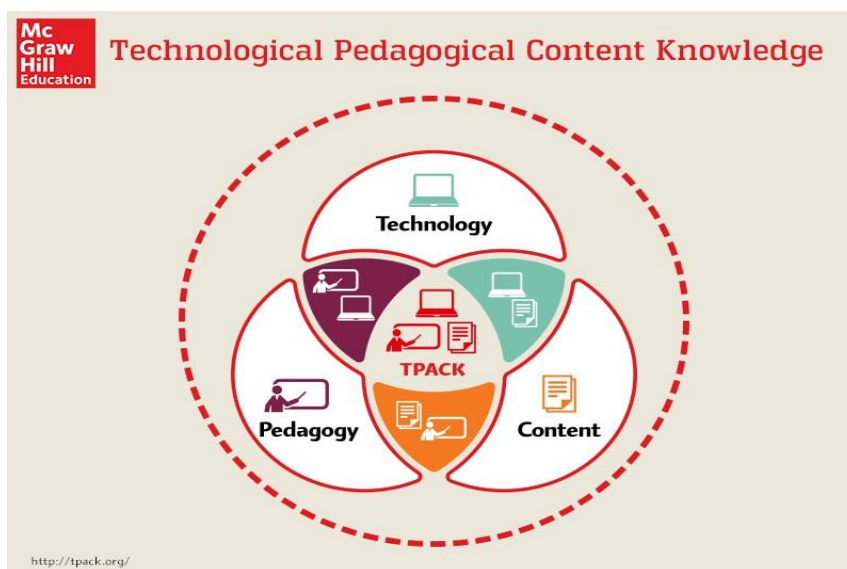 Mc
Graw
Hill
Education
Technological Pedagogical Content Knowledge
Technology
TPACK
Pedagogy
Content
http://tpack.org/